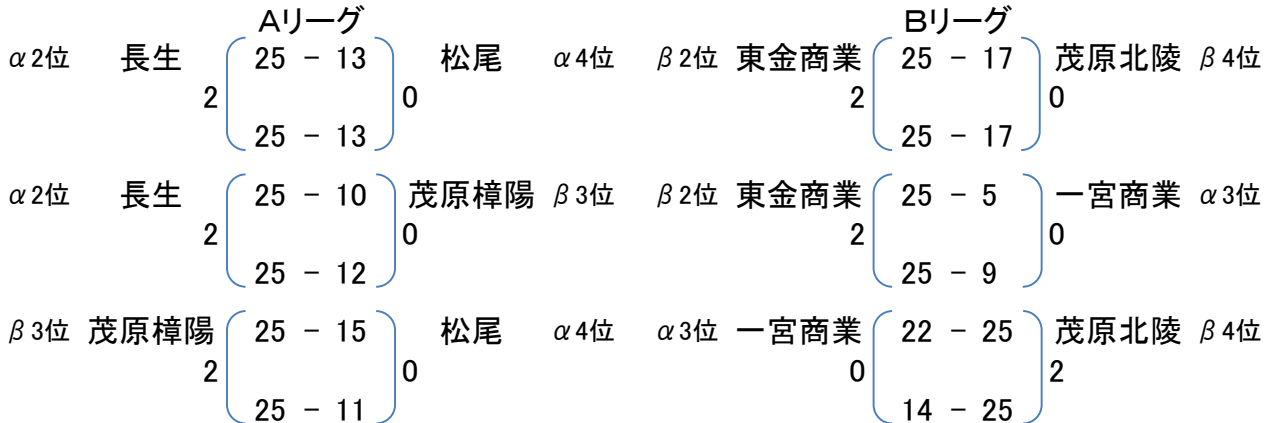 Aリーグ Bリーグ
α2位 長生 25 － 13 松尾 α4位 β2位 東金商業 25 － 17 茂原北陵 β4位
2 0 2 0
25 － 13 25 － 17
α2位 長生 25 － 10 茂原樟陽 β3位 β2位 東金商業 25 － 5 一宮商業 α3位
2 0 2 0
25 － 12 25 － 9
β3位 茂原樟陽 25 － 15 松尾 α4位 α3位 一宮商業 22 － 25 茂原北陵 β4位
2 0 0 2
25 － 11 14 － 25